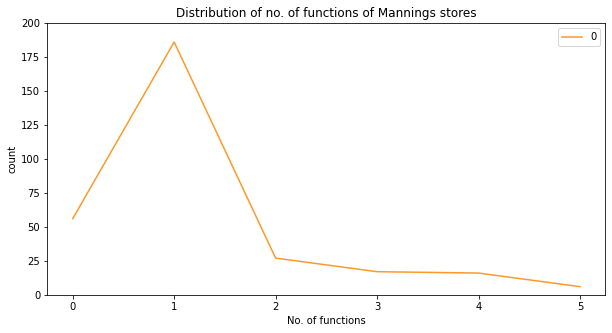 Distribution of no. of functions of Mannings stores
0
200
175
150
125
100
75
50
25
0
count
0 1 2 3 4 5
No. of functions